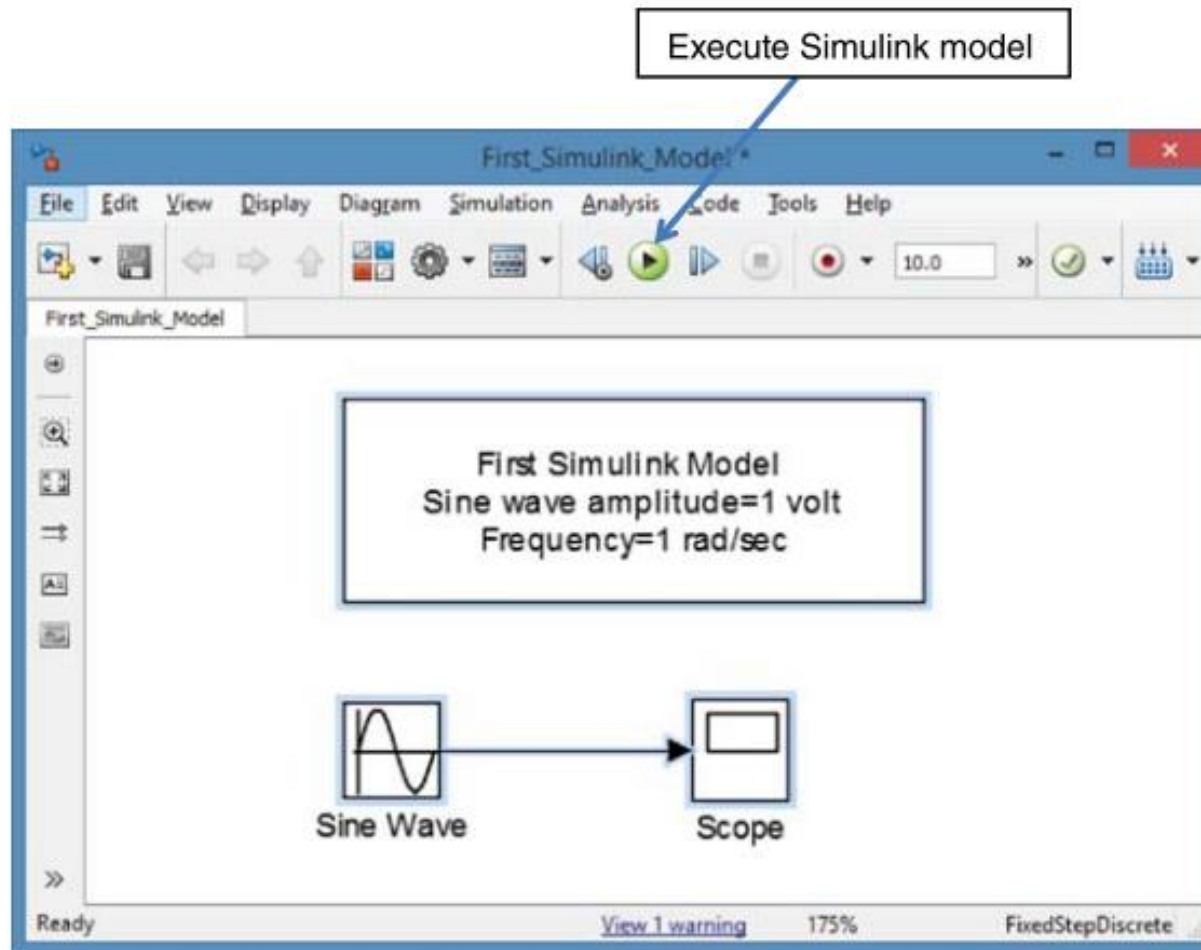 Execute Simulink model
First_Simulink_Model *
File Edit View Display Diagram Simulation Analysis Code Tools Help
10.0
First_Simulink_Model
First Simulink Model
Sine wave amplitude=1 volt
Frequency=1 rad/sec
Sine Wave
Scope
Ready View 1 warning 175% FixedStepDiscrete